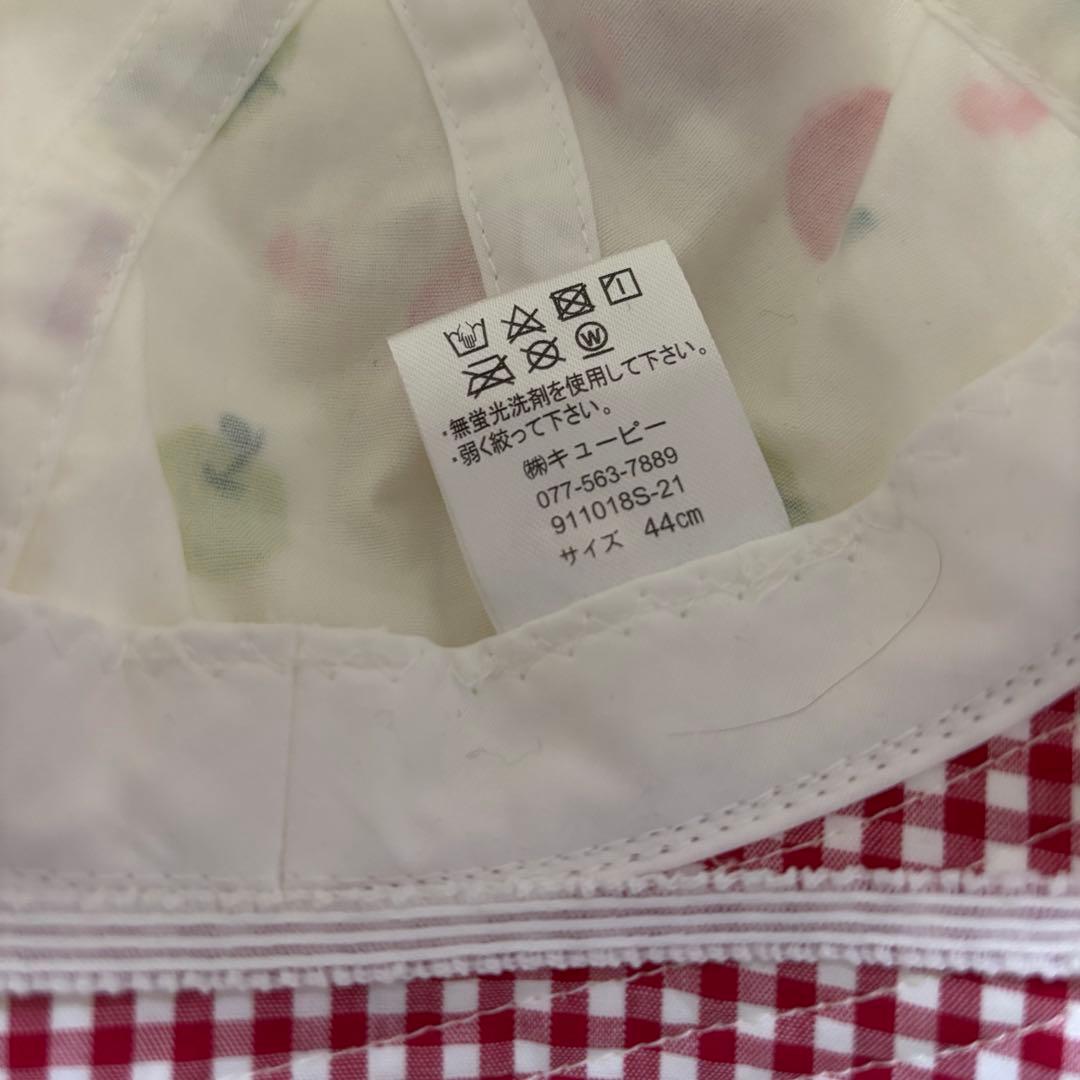 W
・無蛍光洗剤を使用して下さい。
・弱く絞って下さい。
㈱キューピー
077-563-7889
911018S-21
サイズ 44cm